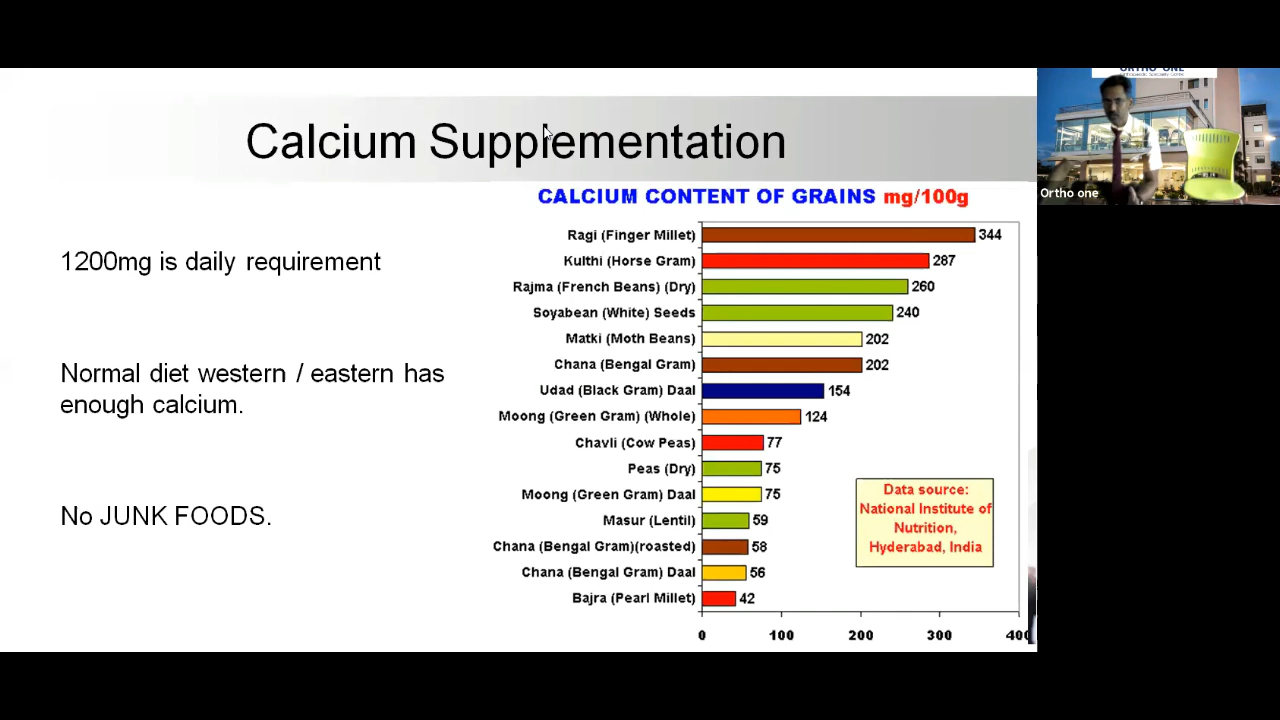 Calcium Supplementation
1200mg is daily requirement
Normal diet western / eastern has
enough calcium.
No JUNK FOODS.
CALCIUM CONTENT OF GRAINS mg/100g
Ragi (Finger Millet) 344
Kulthi (Horse Gram) 287
Rajma (French Beans) (Dry) 260
Soyabean (White) Seeds 240
Matki (Moth Beans) 202
Chana (Bengal Gram) 202
Udad (Black Gram) Daal 154
Moong (Green Gram) (Whole) 124
Chavli (Cow Peas) 77
Peas (Dry) 75
Moong (Green Gram) Daal 75
Masur (Lentil) 59
Chana (Bengal Gram)(roasted) 58
Chana (Bengal Gram) Daal 56
Bajra (Pearl Millet) 42
0 100 200 300 400
Data source:
National Institute of
Nutrition,
Hyderabad, India
ORTHO ONE
Orthopaedic Speciality Centre
Ortho one